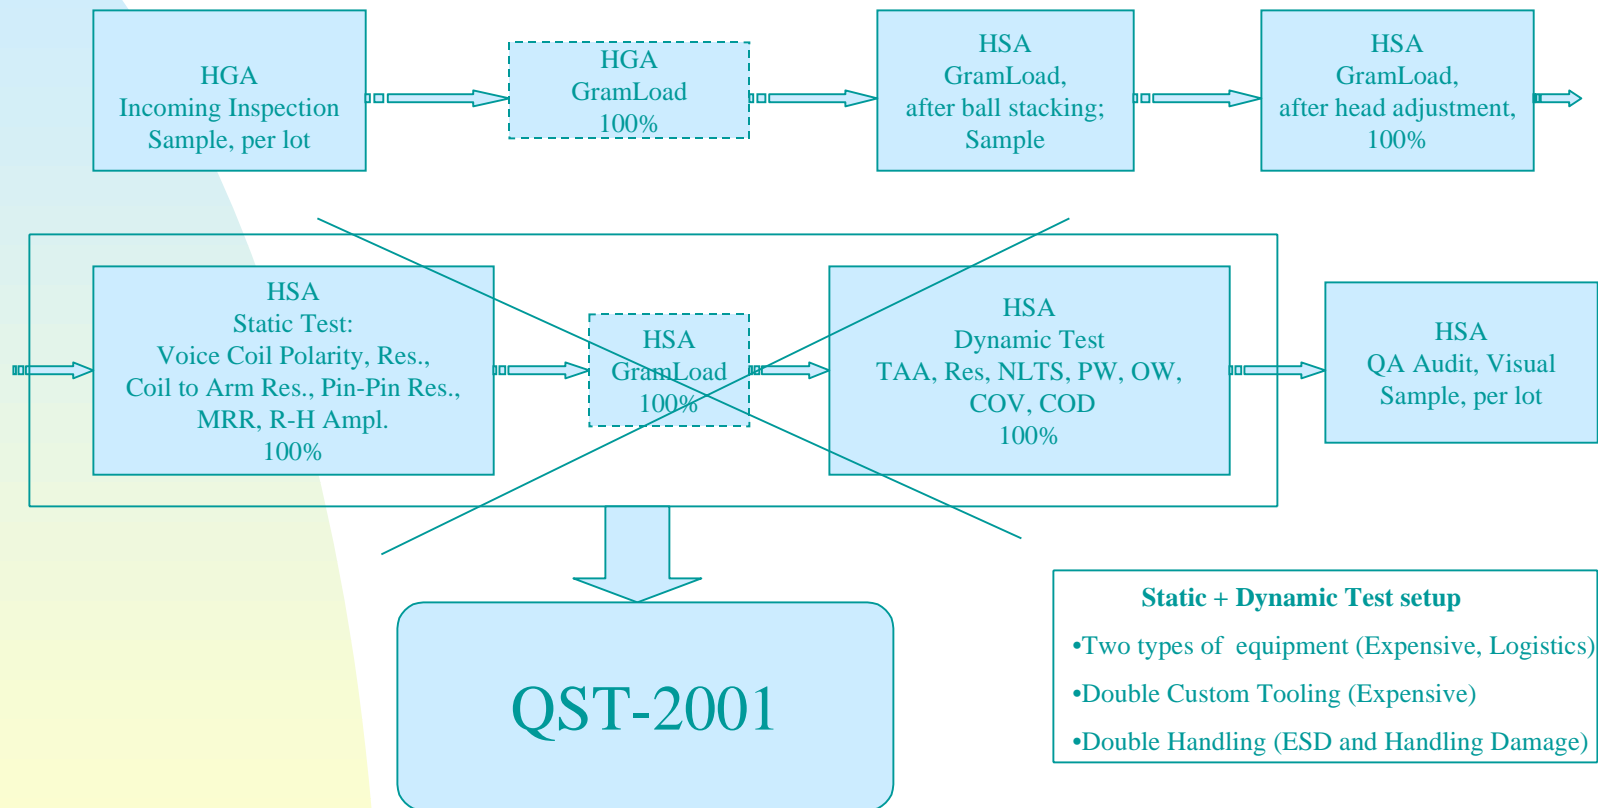 HGA
Incoming Inspection
Sample, per lot
HGA
GramLoad
100%
HSA
GramLoad,
after ball stacking;
Sample
HSA
GramLoad,
after head adjustment,
100%
HSA
Static Test:
Voice Coil Polarity, Res.,
Coil to Arm Res., Pin-Pin Res.,
MRR, R-H Ampl.
100%
HSA
GramLoad
100%
HSA
Dynamic Test
TAA, Res, NLTS, PW, OW,
COV, COD
100%
HSA
QA Audit, Visual
Sample, per lot
QST-2001
Static + Dynamic Test setup
•Two types of equipment (Expensive, Logistics)
•Double Custom Tooling (Expensive)
•Double Handling (ESD and Handling Damage)